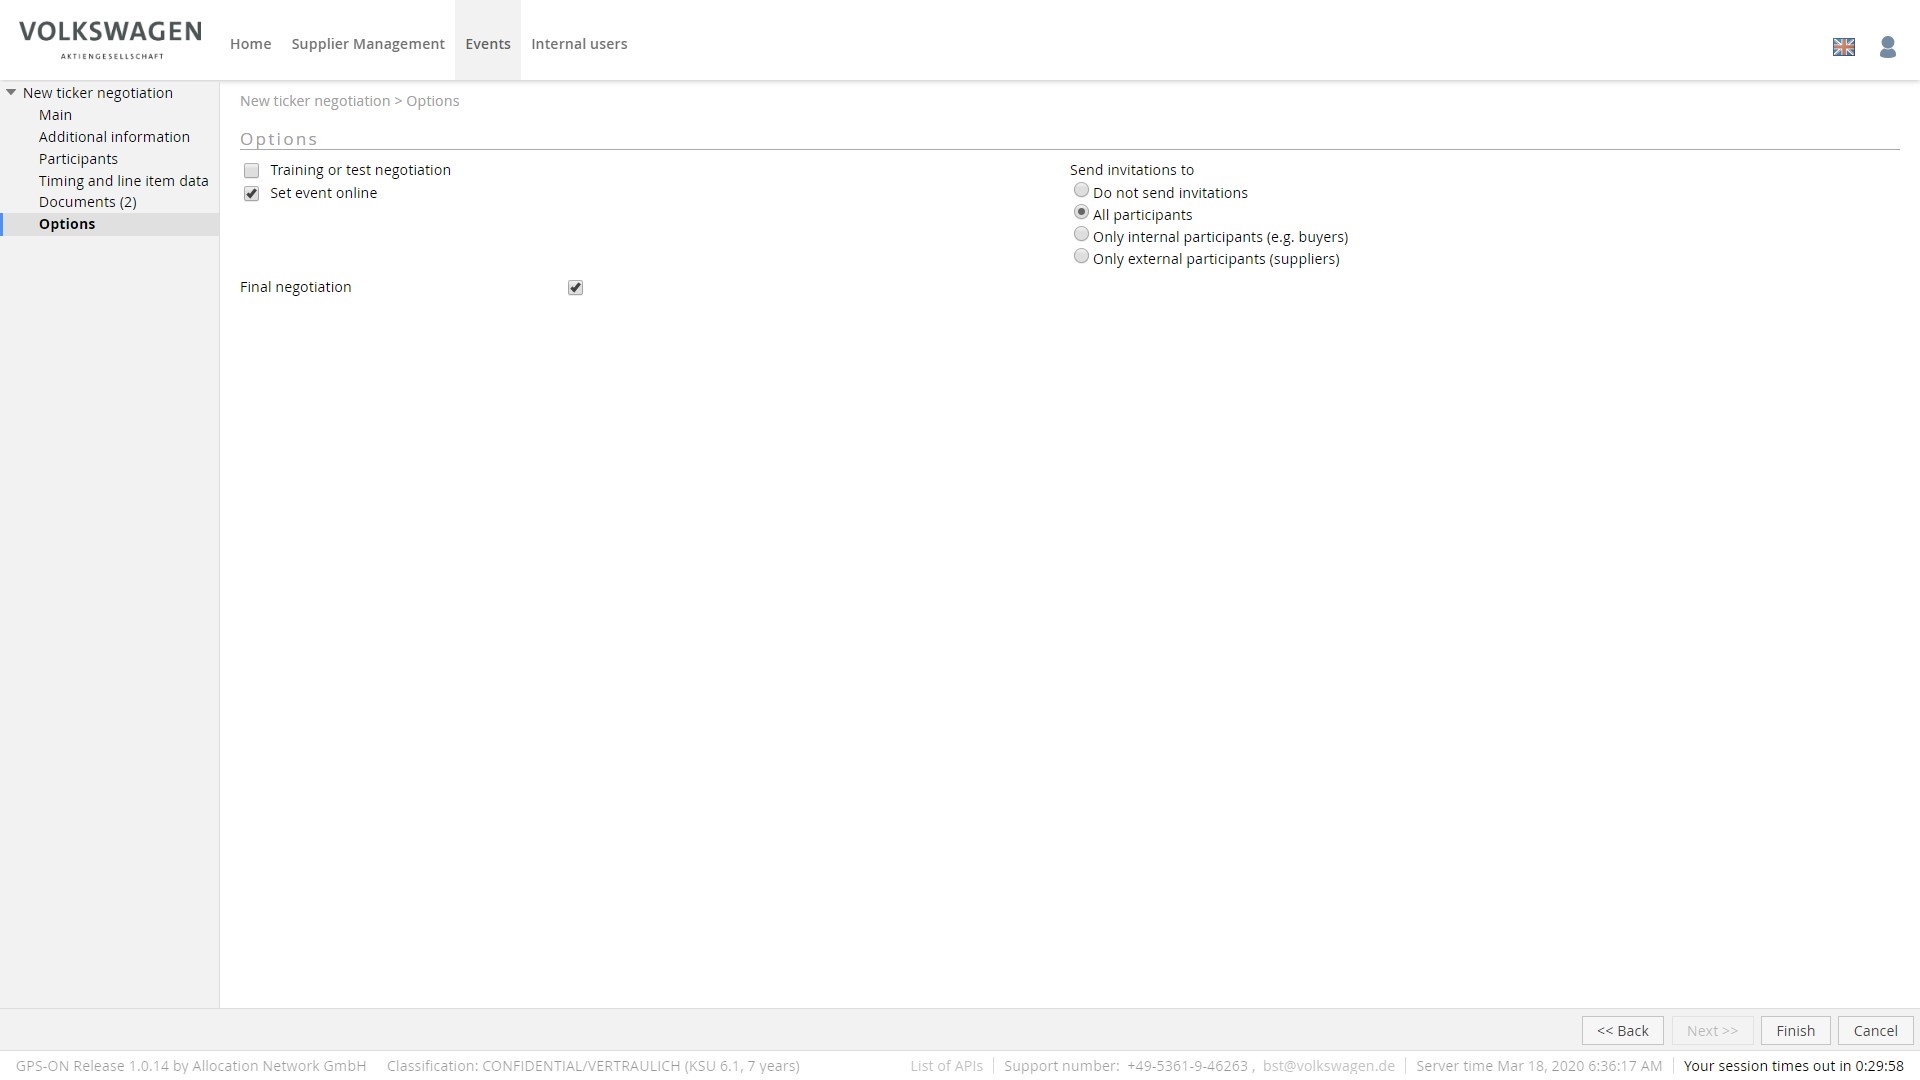 VOLKSWAGEN
AKTIENGESELLSCHAFT
Home Supplier Management Events Internal users
New ticker negotiation
Main
Additional information
Participants
Timing and line item data
Documents (2)
Options
New ticker negotiation > Options
Options
Training or test negotiation
Set event online
Send invitations to
Do not send invitations
All participants
Only internal participants (e.g. buyers)
Only external participants (suppliers)
Final negotiation
<< Back Next >> Finish Cancel
GPS-ON Release 1.0.14 by Allocation Network GmbH Classification: CONFIDENTIAL/VERTRAULICH (KSU 6.1, 7 years) List of APIs Support number: +49-5361-9-46263 , bst@volkswagen.de Server time Mar 18, 2020 6:36:17 AM Your session times out in 0:29:58